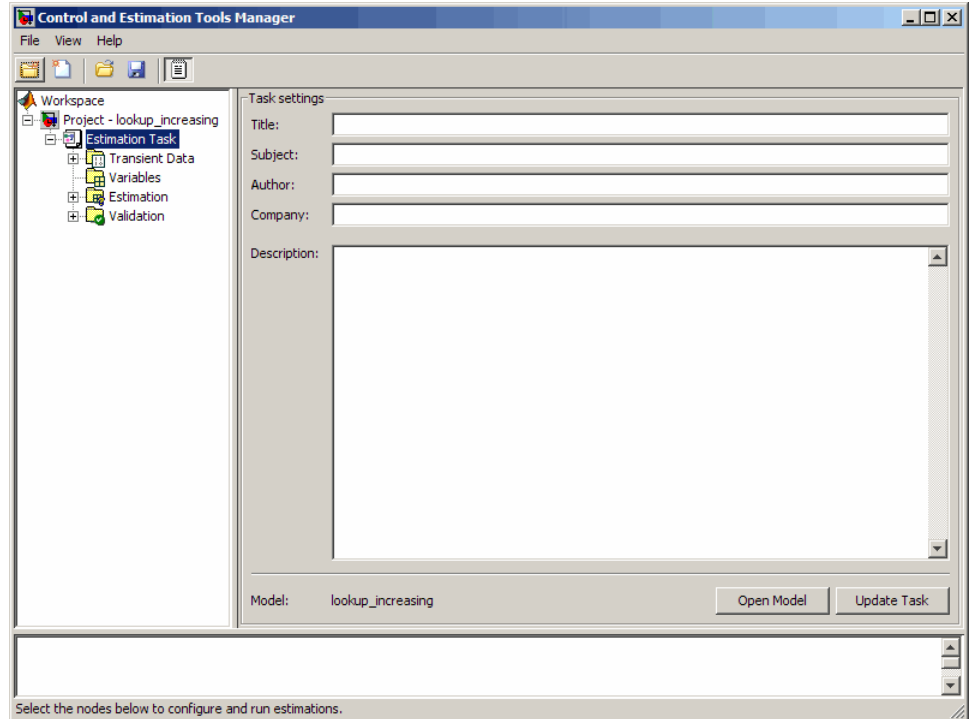 Control and Estimation Tools Manager
File View Help
Workspace
Project - lookup_increasing
Estimation Task
Transient Data
Variables
Estimation
Validation
Task settings
Title:
Subject:
Author:
Company:
Description:
Model: lookup_increasing
Open Model Update Task
Select the nodes below to configure and run estimations.